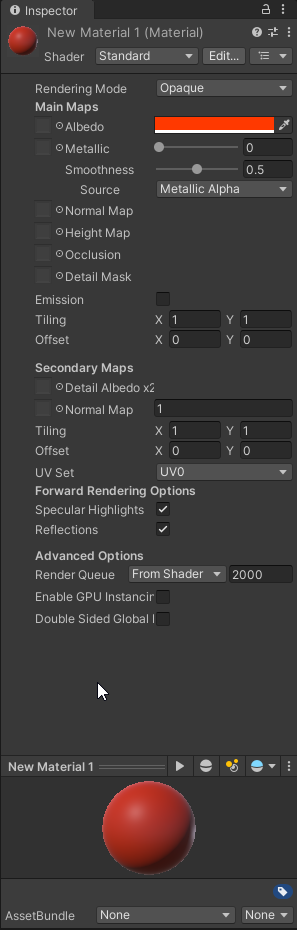 Inspector
New Material 1 (Material)
Shader Standard Edit...
Rendering Mode Opaque
Main Maps
Albedo
Metallic 0
Smoothness 0.5
Source Metallic Alpha
Normal Map
Height Map
Occlusion
Detail Mask
Emission
Tiling X 1 Y 1
Offset X 0 Y 0
Secondary Maps
Detail Albedo x2
Normal Map 1
Tiling X 1 Y 1
Offset X 0 Y 0
UV Set UV0
Forward Rendering Options
Specular Highlights
Reflections
Advanced Options
Render Queue From Shader 2000
Enable GPU Instancin
Double Sided Global I
New Material 1
AssetBundle None None